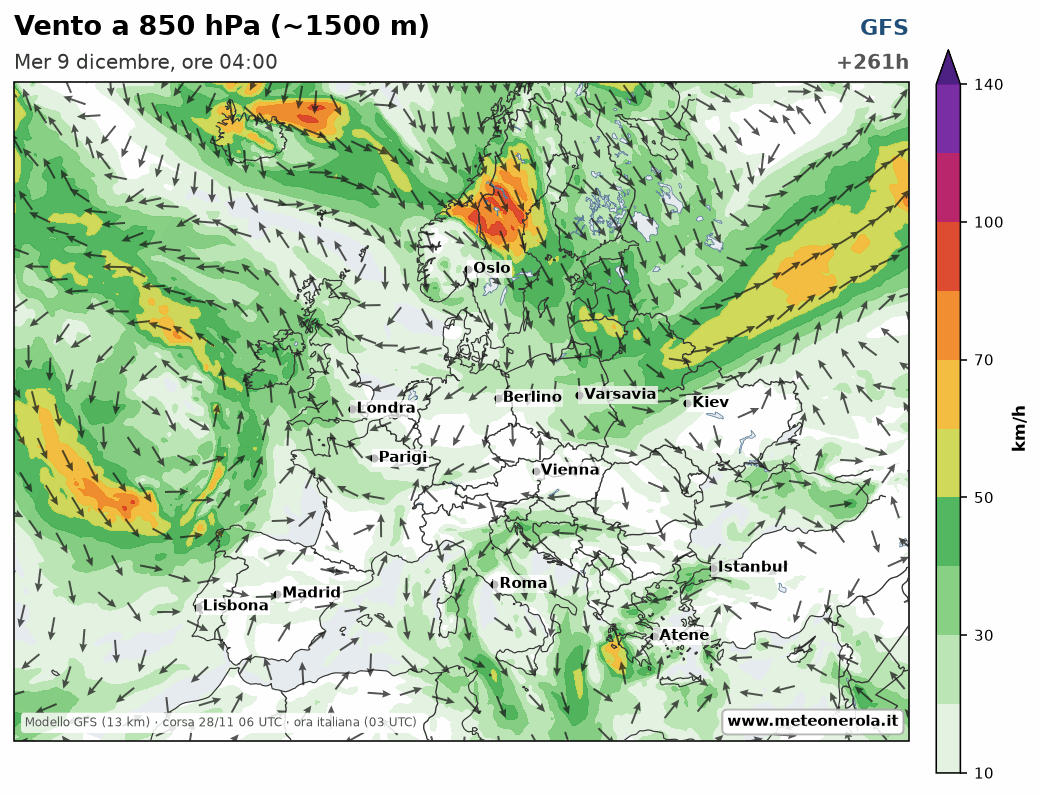 Vento a 850 hPa (~1500 m)
GFS
Mer 9 dicembre, ore 04:00
+261h
140
100
70
50
30
10
km/h
Oslo
Berlino
Varsavia
Kiev
Londra
Parigi
Vienna
Istanbul
Roma
Madrid
Lisbona
Atene
Modello GFS (13 km) · corsa 28/11 06 UTC · ora italiana (03 UTC)
www.meteonerola.it